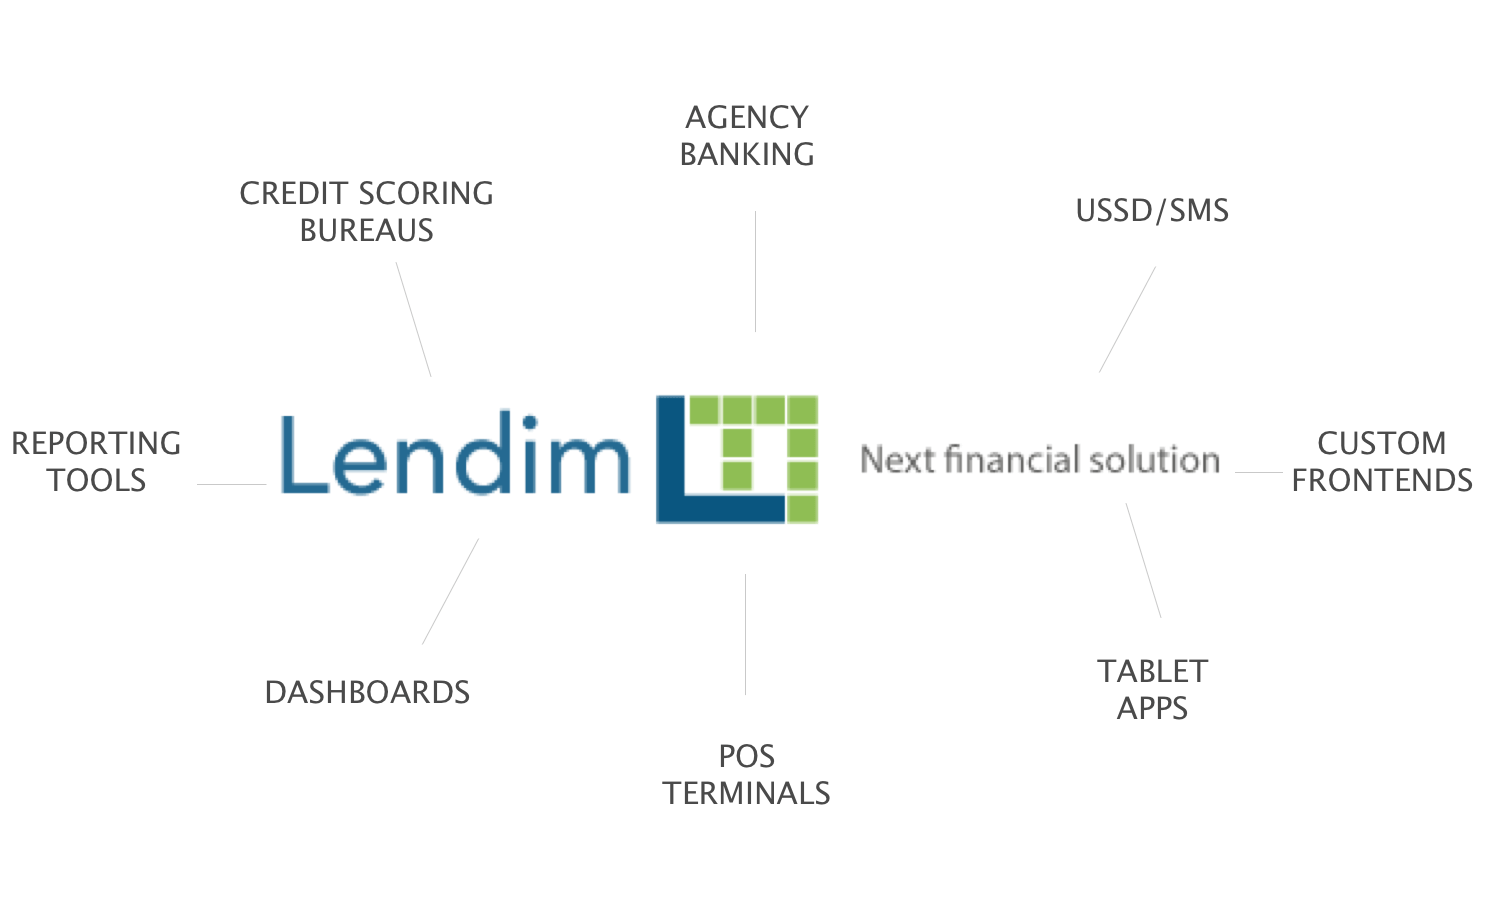 AGENCY
BANKING
CREDIT SCORING
BUREAUS
USSD/SMS
REPORTING
TOOLS
Lendim
Next financial solution
CUSTOM
FRONTENDS
DASHBOARDS
TABLET
APPS
POS
TERMINALS